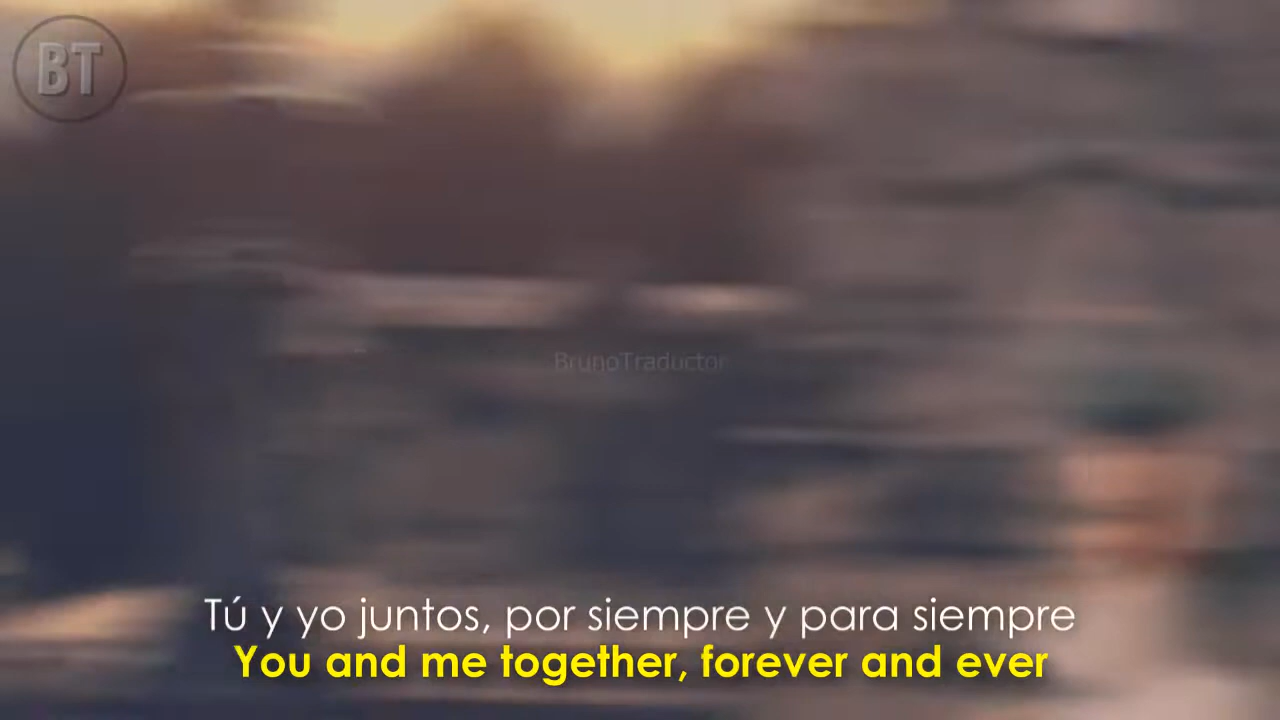 BT
BrunoTraductor
Tú y yo juntos, por siempre y para siempre
You and me together, forever and ever